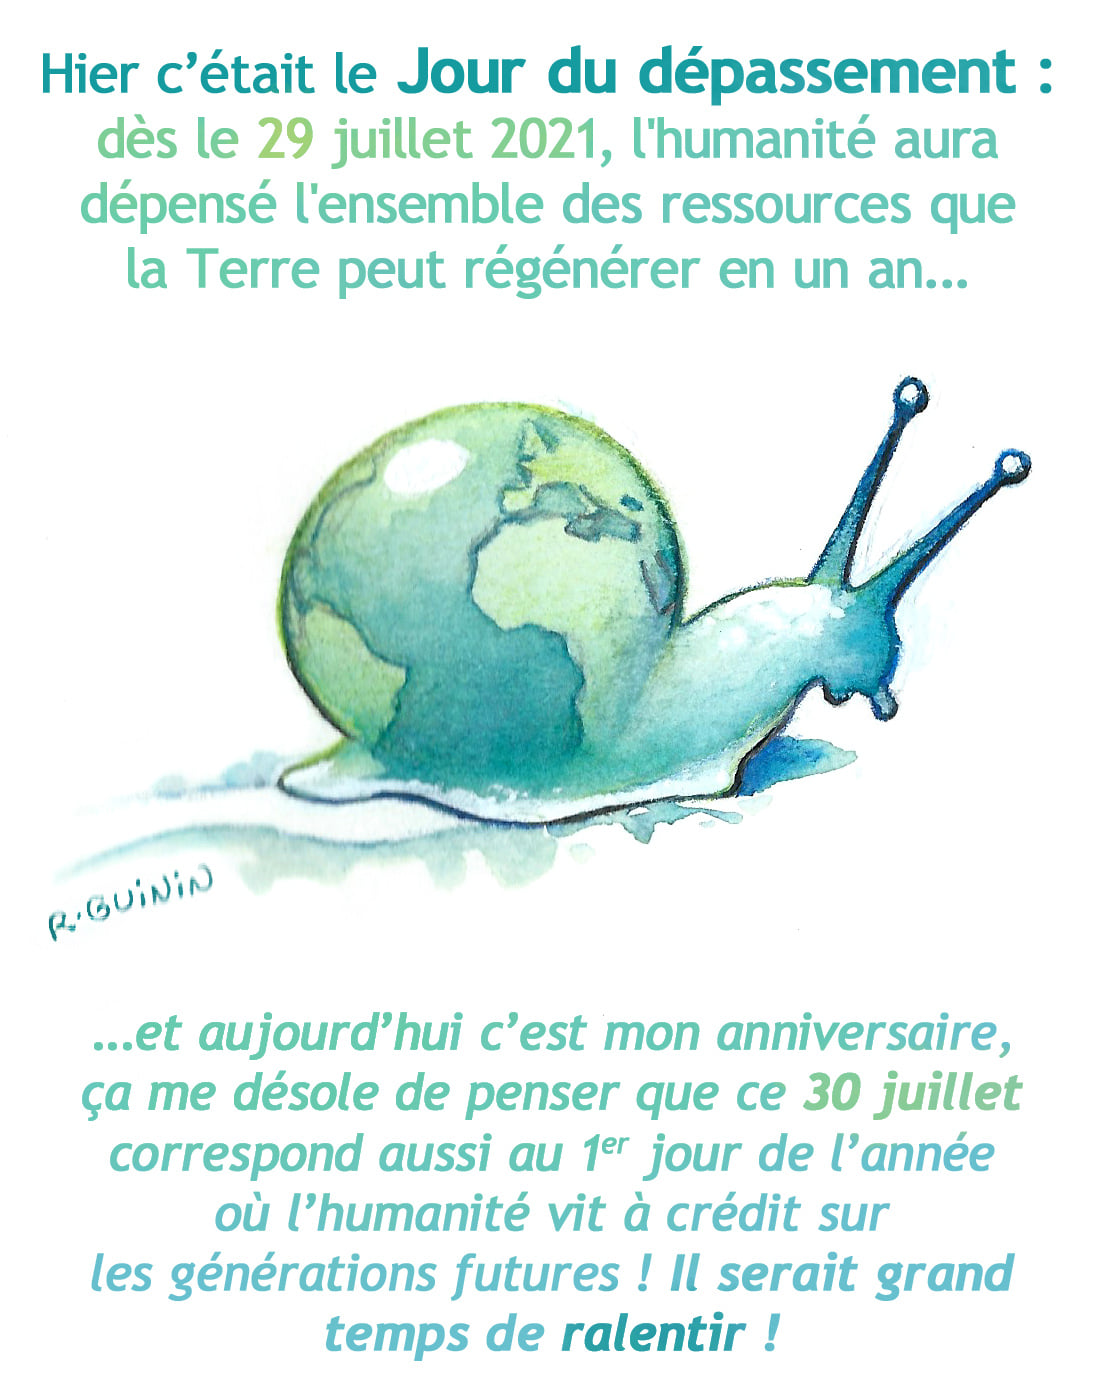 Hier c’était le Jour du dépassement :
dès le 29 juillet 2021, l'humanité aura
dépensé l'ensemble des ressources que
la Terre peut régénérer en un an...
R.GUiNiN
...et aujourd’hui c’est mon anniversaire,
ça me désole de penser que ce 30 juillet
correspond aussi au 1er jour de l’année
où l’humanité vit à crédit sur
les générations futures ! Il serait grand
temps de ralentir !